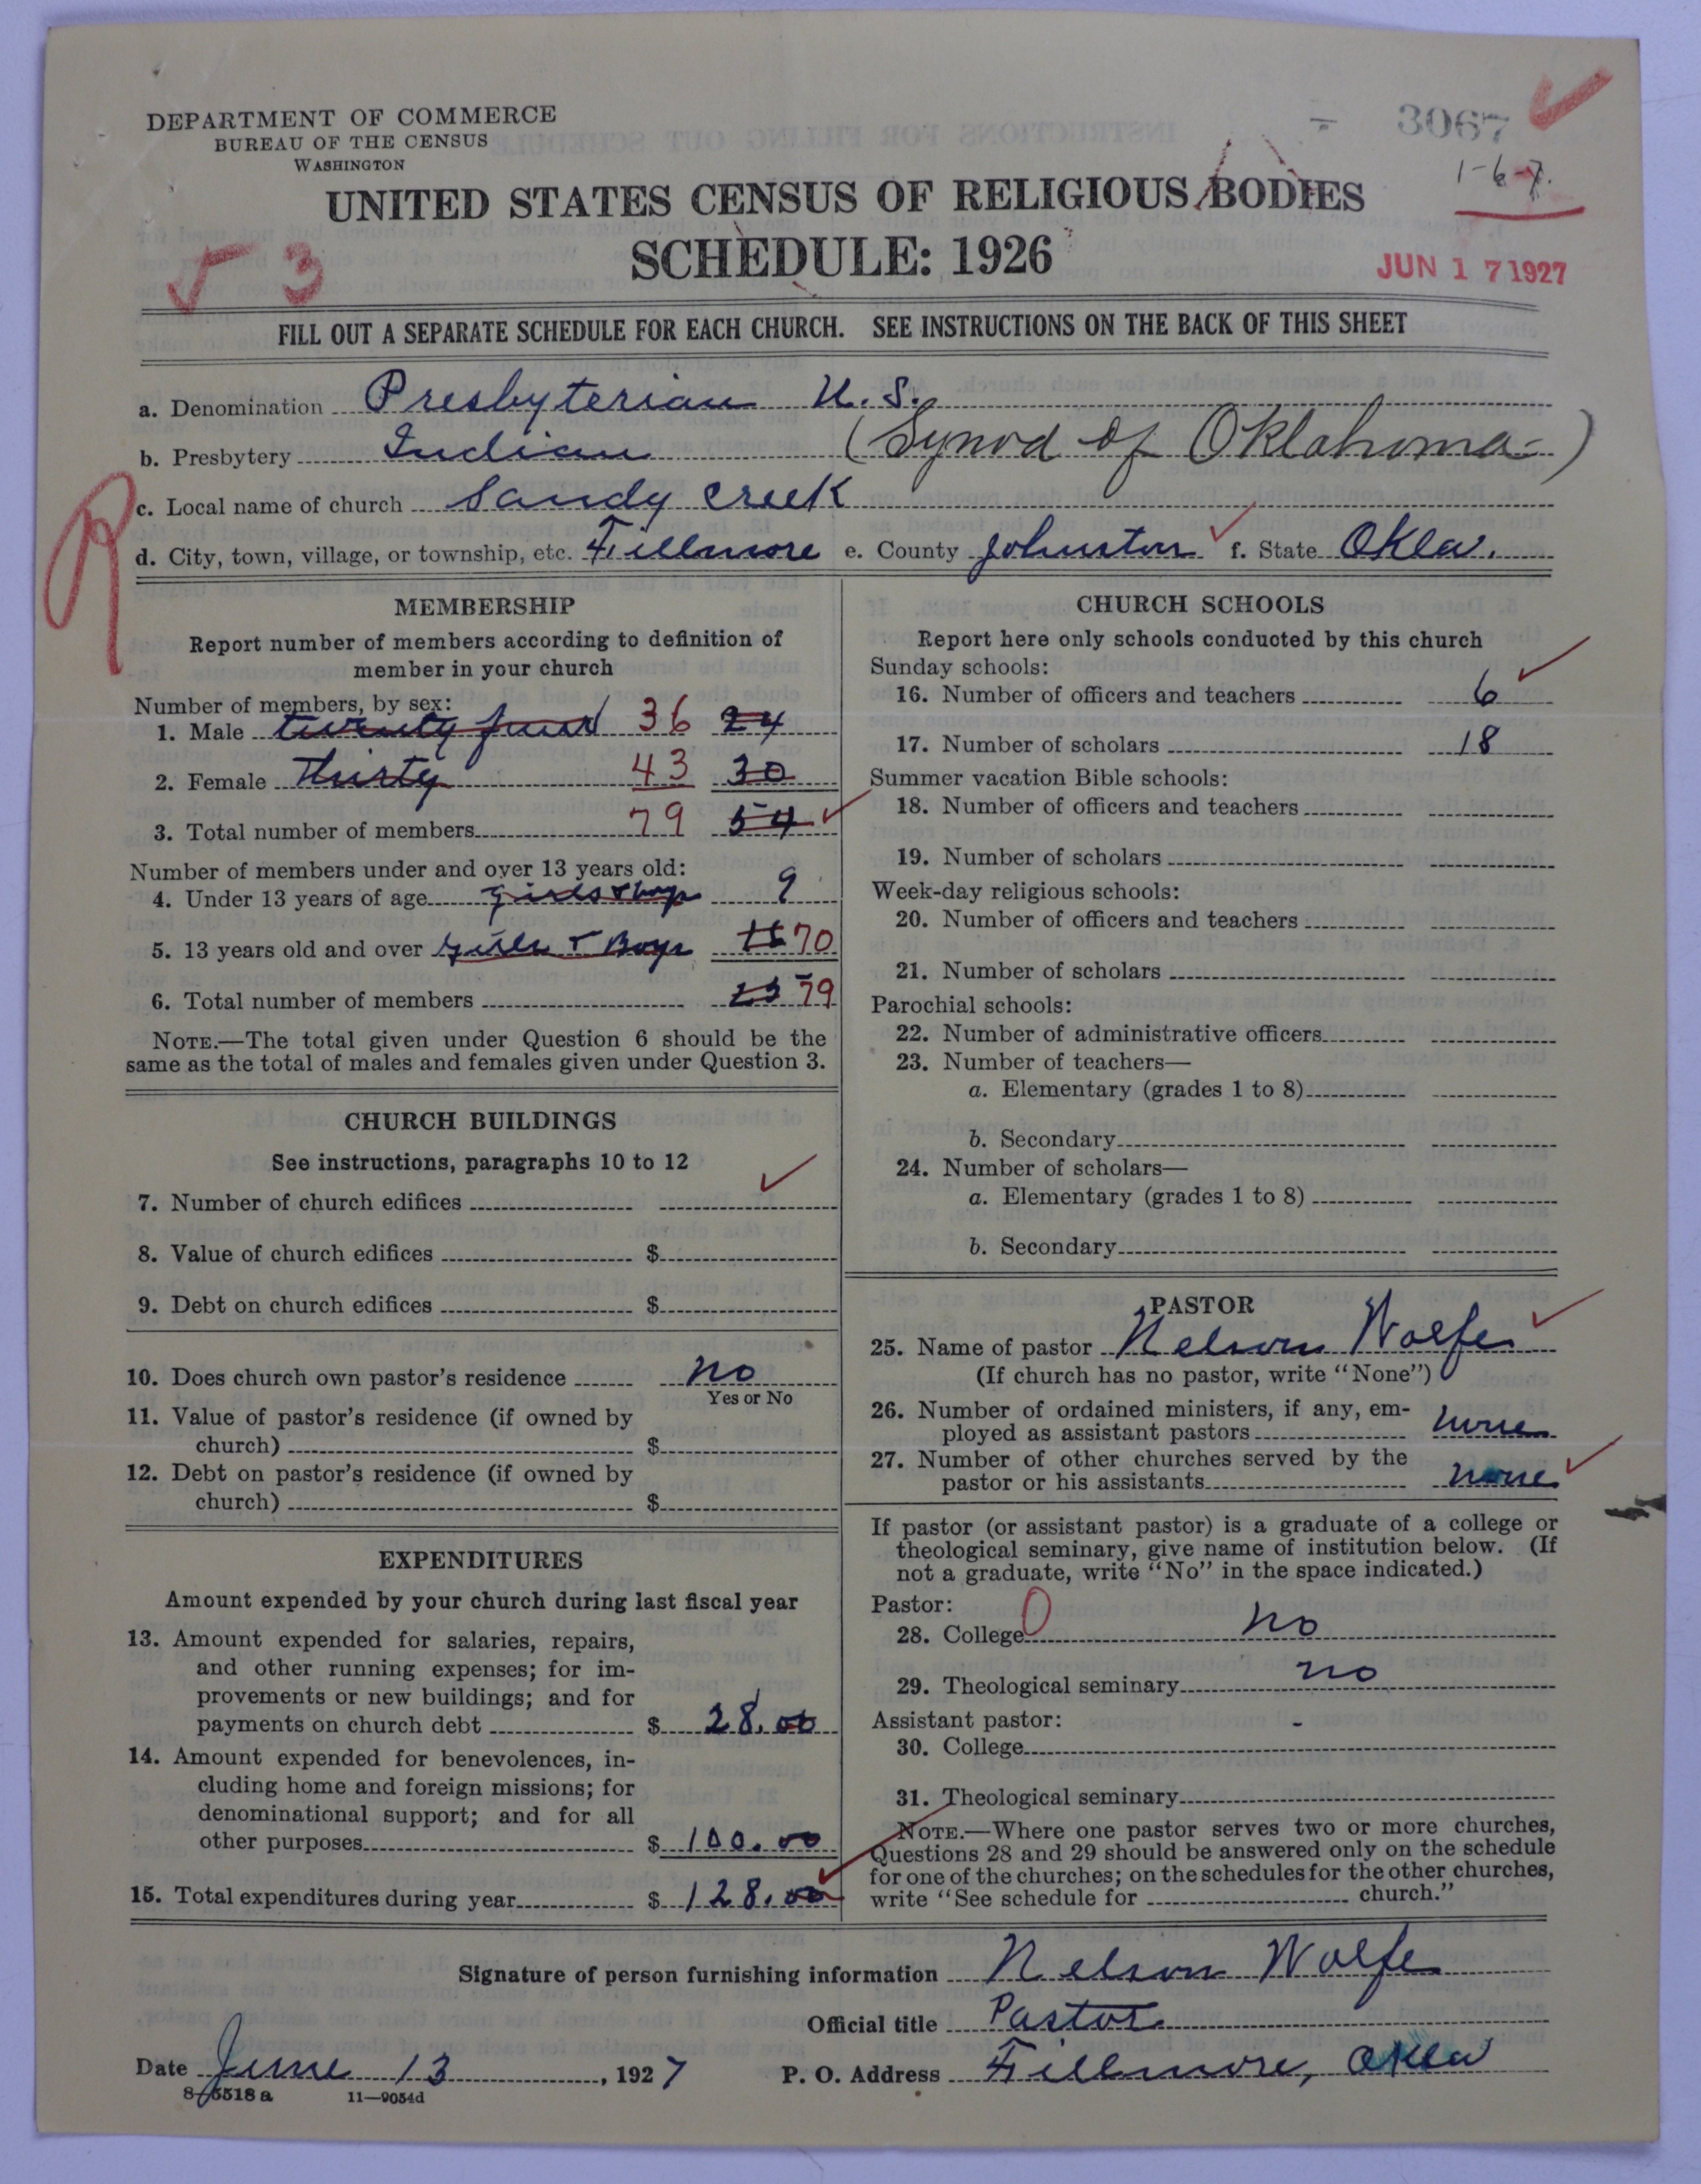 DEPARTMENT OF COMMERCE
BUREAU OF THE CENSUS
WASHINGTON
3067
1-6-7.
UNITED STATES CENSUS OF RELIGIOUS BODIES
SCHEDULE: 1926
3
JUN 17 1927
FILL OUT A SEPARATE SCHEDULE FOR EACH CHURCH. SEE INSTRUCTIONS ON THE BACK OF THIS SHEET
a. Denomination Presbyterian U.S.
b. Presbytery Indian (Synod of Oklahoma)
R
c. Local name of church Sandy Creek
d. City, town, village, or township, etc. Fillmore e. County Johnston f. State Okla.
MEMBERSHIP
Report number of members according to definition of
member in your church
Number of members, by sex:
1. Male twenty four 36 24
2. Female Thirty 43 30
3. Total number of members 79 54
Number of members under and over 13 years old:
4. Under 13 years of age girls & boys 9
5. 13 years old and over Girls & Boys 70
6. Total number of members 79
NOTE.—The total given under Question 6 should be the
same as the total of males and females given under Question 3.
CHURCH BUILDINGS
See instructions, paragraphs 10 to 12
7. Number of church edifices
8. Value of church edifices $
9. Debt on church edifices $
10. Does church own pastor's residence no
Yes or No
11. Value of pastor's residence (if owned by
church) $
12. Debt on pastor's residence (if owned by
church) $
EXPENDITURES
Amount expended by your church during last fiscal year
13. Amount expended for salaries, repairs,
and other running expenses; for im-
provements or new buildings; and for
payments on church debt $ 28.00
14. Amount expended for benevolences, in-
cluding home and foreign missions; for
denominational support; and for all
other purposes $ 100.00
15. Total expenditures during year $ 128.00
CHURCH SCHOOLS
Report here only schools conducted by this church
Sunday schools:
16. Number of officers and teachers 6
17. Number of scholars 18
Summer vacation Bible schools:
18. Number of officers and teachers
19. Number of scholars
Week-day religious schools:
20. Number of officers and teachers
21. Number of scholars
Parochial schools:
22. Number of administrative officers
23. Number of teachers—
a. Elementary (grades 1 to 8)
b. Secondary
24. Number of scholars—
a. Elementary (grades 1 to 8)
b. Secondary
PASTOR
25. Name of pastor Nelson Wolfe
(If church has no pastor, write "None")
26. Number of ordained ministers, if any, em-
ployed as assistant pastors none
27. Number of other churches served by the
pastor or his assistants none
If pastor (or assistant pastor) is a graduate of a college or
theological seminary, give name of institution below. (If
not a graduate, write "No" in the space indicated.)
Pastor: 0
28. College no
29. Theological seminary no
Assistant pastor: -
30. College
31. Theological seminary
NOTE.—Where one pastor serves two or more churches,
Questions 28 and 29 should be answered only on the schedule
for one of the churches; on the schedules for the other churches,
write "See schedule for church."
Signature of person furnishing information Nelson Wolfe
Official title Pastor
Date June 13, 1927 P. O. Address Fillmore, Okla
8-5518 a 11—9054d